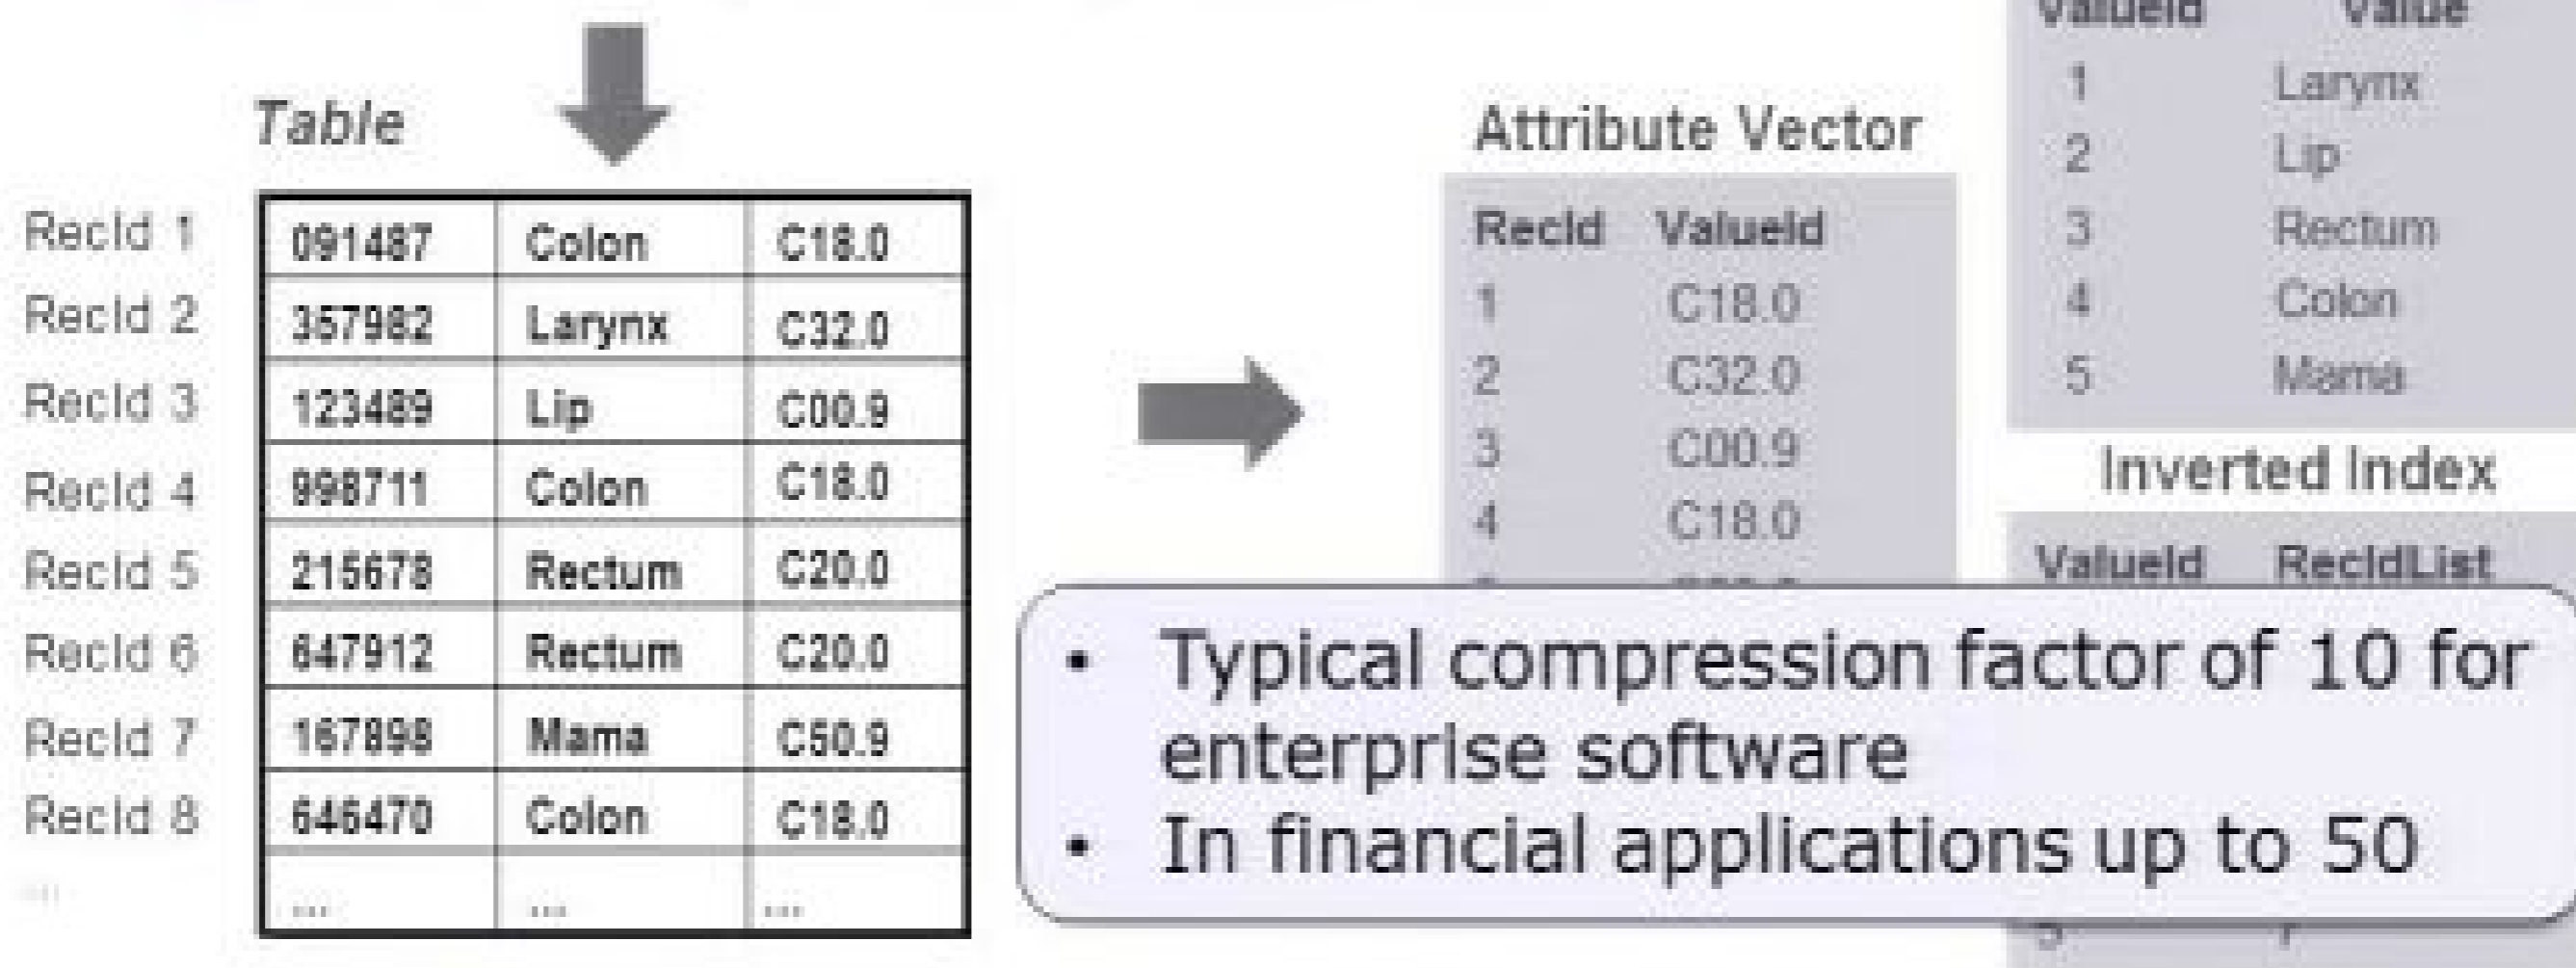 Table
RecId 1 091487 Colon C18.0
RecId 2 357982 Larynx C32.0
RecId 3 123489 Lip C00.9
RecId 4 998711 Colon C18.0
RecId 5 215678 Rectum C20.0
RecId 6 647912 Rectum C20.0
RecId 7 167898 Mama C50.9
RecId 8 646470 Colon C18.0
... ... ... ...
Attribute Vector
RecId ValueId
1 C18.0
2 C32.0
3 C00.9
4 C18.0
ValueId Value
1 Larynx
2 Lip
3 Rectum
4 Colon
5 Mama
Inverted Index
ValueId RecIdList
• Typical compression factor of 10 for
enterprise software
• In financial applications up to 50